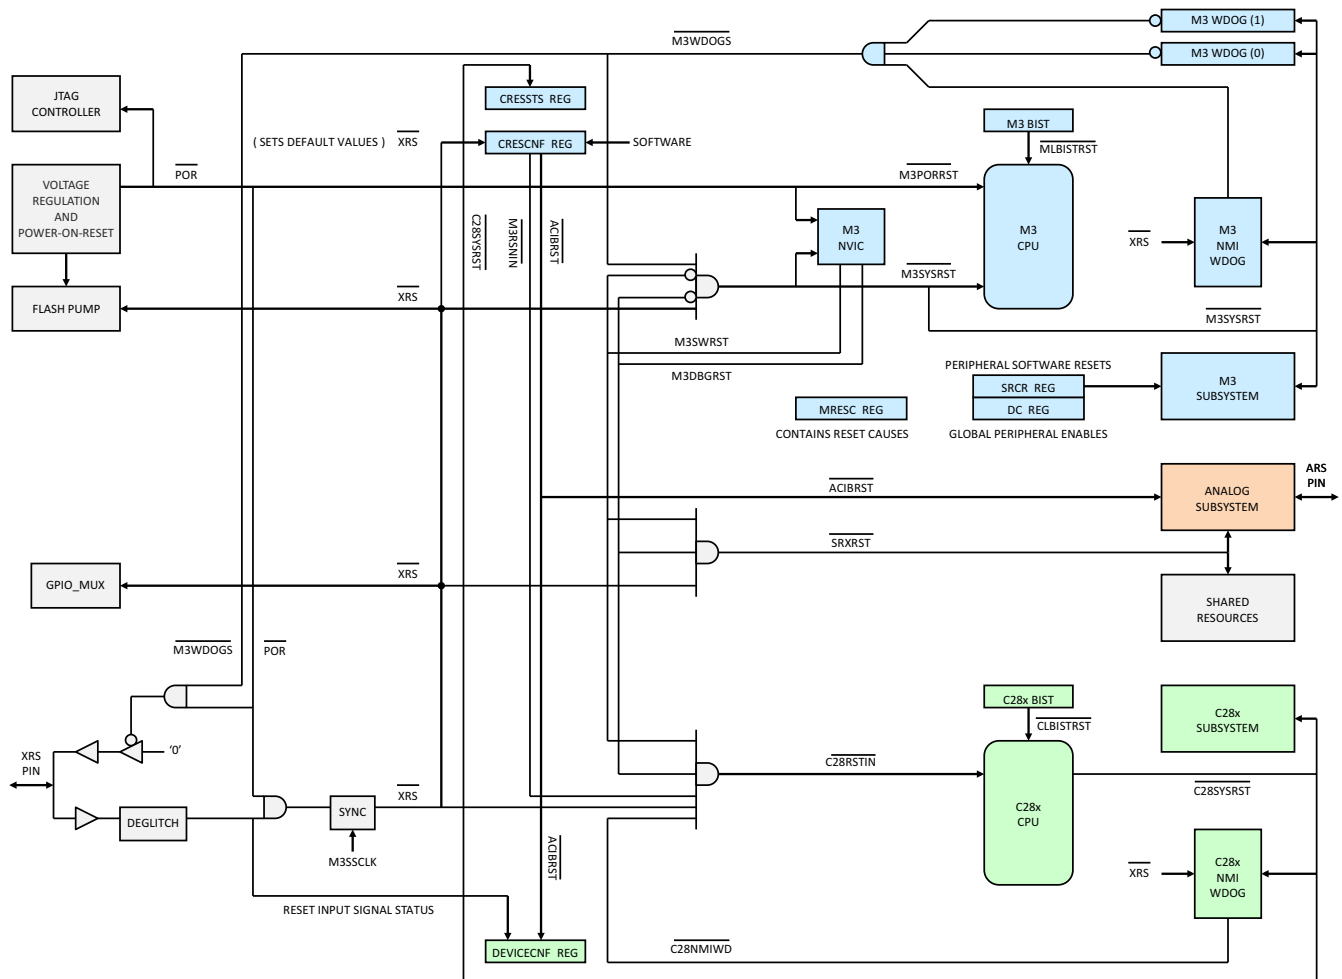 M3 WDOG (1)
M3WDOGS
M3 WDOG (0)
JTAG
CONTROLLER
CRESSTS REG
M3 BIST
( SETS DEFAULT VALUES )
XRS
CRESCNF REG
SOFTWARE
MLBISTRST
POR
M3PORRST
VOLTAGE
REGULATION
AND
POWER-ON-RESET
C28SYSRST
M3RSNIN
ACIBRST
M3
NVIC
M3
CPU
XRS
M3
NMI
WDOG
M3SYSRST
FLASH PUMP
XRS
M3SYSRST
M3SWRST
M3DBGRST
PERIPHERAL SOFTWARE RESETS
SRCR REG
DC REG
GLOBAL PERIPHERAL ENABLES
M3
SUBSYSTEM
MRESC REG
CONTAINS RESET CAUSES
ACIBRST
ANALOG
SUBSYSTEM
ARS
PIN
SRXRST
GPIO_MUX
XRS
SHARED
RESOURCES
M3WDOGS
POR
C28x BIST
CLBISTRST
C28x
SUBSYSTEM
XRS
PIN
'0'
C28RSTIN
C28SYSRST
DEGLITCH
SYNC
XRS
M3SSCLK
C28x
CPU
ACIBRST
XRS
C28x
NMI
WDOG
RESET INPUT SIGNAL STATUS
DEVICECNF REG
C28NMIWD